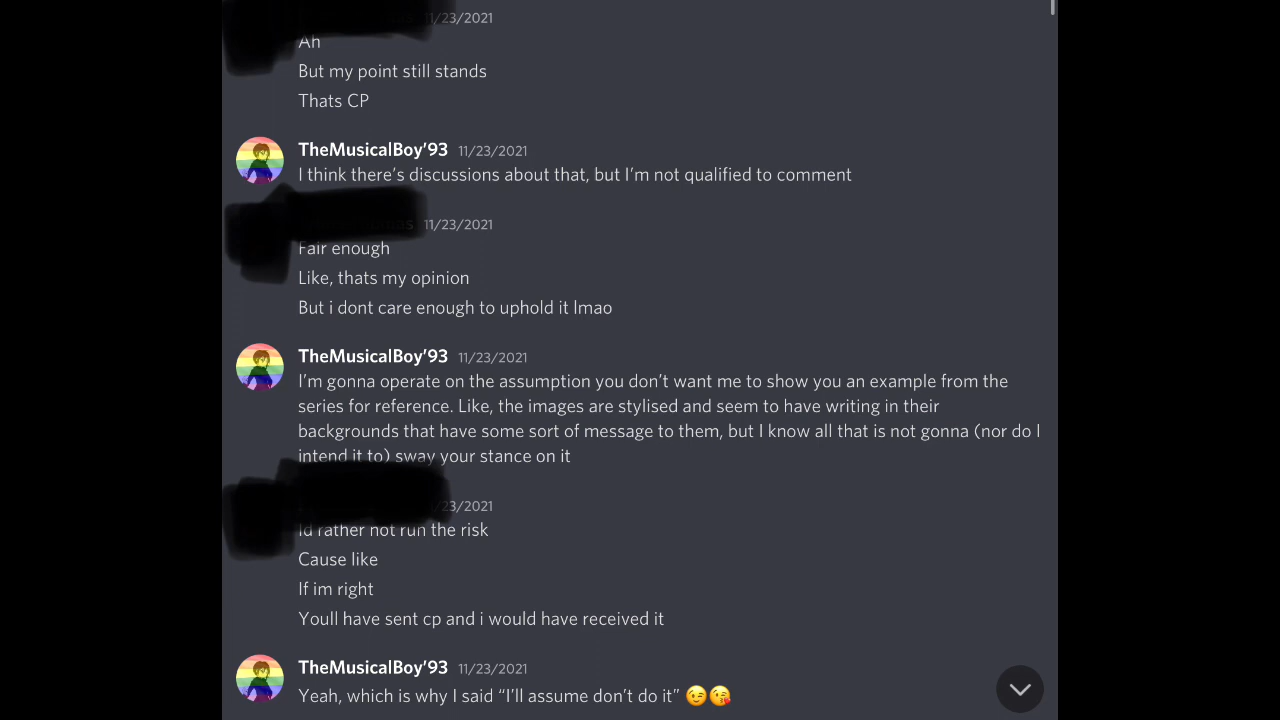 11/23/2021
Ah
But my point still stands
Thats CP
TheMusicalBoy'93 11/23/2021
I think there's discussions about that, but I'm not qualified to comment
11/23/2021
Fair enough
Like, thats my opinion
But i dont care enough to uphold it lmao
TheMusicalBoy'93 11/23/2021
I'm gonna operate on the assumption you don't want me to show you an example from the
series for reference. Like, the images are stylised and seem to have writing in their
backgrounds that have some sort of message to them, but I know all that is not gonna (nor do I
intend it to) sway your stance on it
/23/2021
Id rather not run the risk
Cause like
If im right
Youll have sent cp and i would have received it
TheMusicalBoy'93 11/23/2021
Yeah, which is why I said “I'll assume don't do it” 😉😘